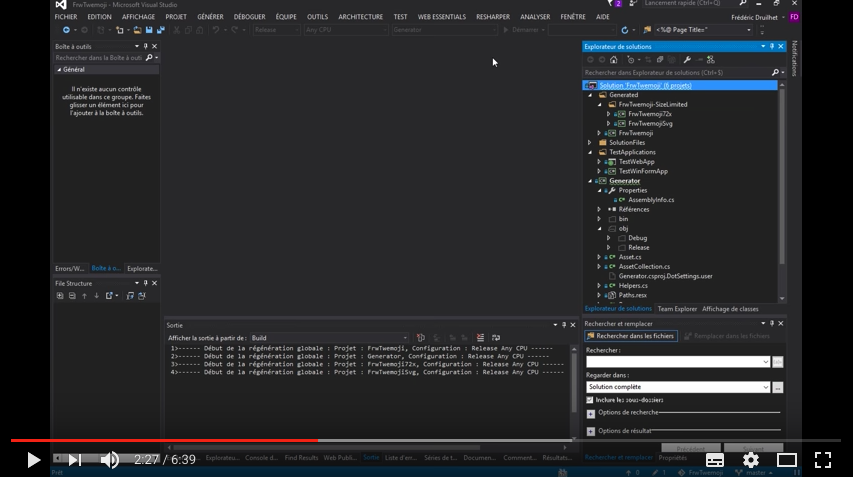 FrwTwemoji - Microsoft Visual Studio
2
Lancement rapide (Ctrl+Q)
FICHIER EDITION AFFICHAGE PROJET GÉNÉRER DÉBOGUER ÉQUIPE OUTILS ARCHITECTURE TEST WEB ESSENTIALS RESHARPER ANALYSER FENÊTRE AIDE
Frédéric Druilhet
FD
Release Any CPU Generator Démarrer <%@ Page Title="
Notifications
Boîte à outils
Rechercher dans la Boîte à outi
Général
Il n'existe aucun contrôle
utilisable dans ce groupe. Faites
glisser un élément ici pour
l'ajouter à la boîte à outils.
Errors/W... Boîte à o... Explorate...
File Structure
Explorateur de solutions
Rechercher dans Explorateur de solutions (Ctrl+$)
Solution 'FrwTwemoji' (8 projets)
Generated
FrwTwemoji-SizeLimited
FrwTwemoji72x
FrwTwemojiSvg
FrwTwemoji
SolutionFiles
TestApplications
TestWebApp
TestWinFormApp
Generator
Properties
AssemblyInfo.cs
Références
bin
obj
Debug
Release
Asset.cs
AssetCollection.cs
Generator.csproj.DotSettings.user
Helpers.cs
Paths.resx
Explorateur de solutions Team Explorer Affichage de classes
Sortie
Afficher la sortie à partir de : Build
1>------ Début de la régénération globale : Projet : FrwTwemoji, Configuration : Release Any CPU ------
2>------ Début de la régénération globale : Projet : Generator, Configuration : Release Any CPU ------
3>------ Début de la régénération globale : Projet : FrwTwemoji72x, Configuration : Release Any CPU ------
4>------ Début de la régénération globale : Projet : FrwTwemojiSvg, Configuration : Release Any CPU ------
Rechercher et remplacer
Rechercher dans les fichiers Remplacer dans les fichiers
Rechercher :
Regarder dans :
Solution complète
...
Inclure les sous-dossiers
Options de recherche
Options de résultat
Explorateu... Console d... Find Results Web Publi... Sortie Liste d'en... Séries de t... Documen... Comment... Résultats...
Rechercher et remplacer Propriétés
2:27 / 6:39
Prêt
0 1 FrwTwemoji master